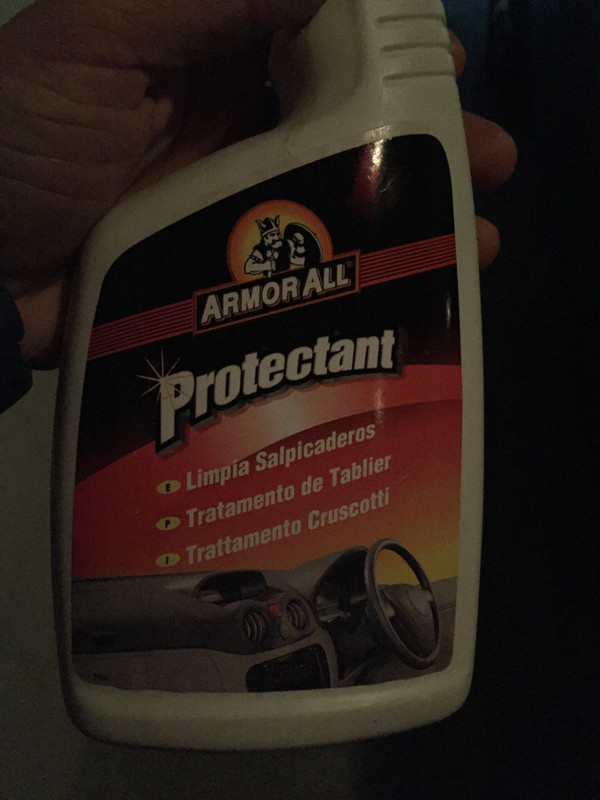 ARMOR ALL
Protectant
E Limpia Salpicaderos
P Tratamento de Tablier
I Trattamento Cruscotti